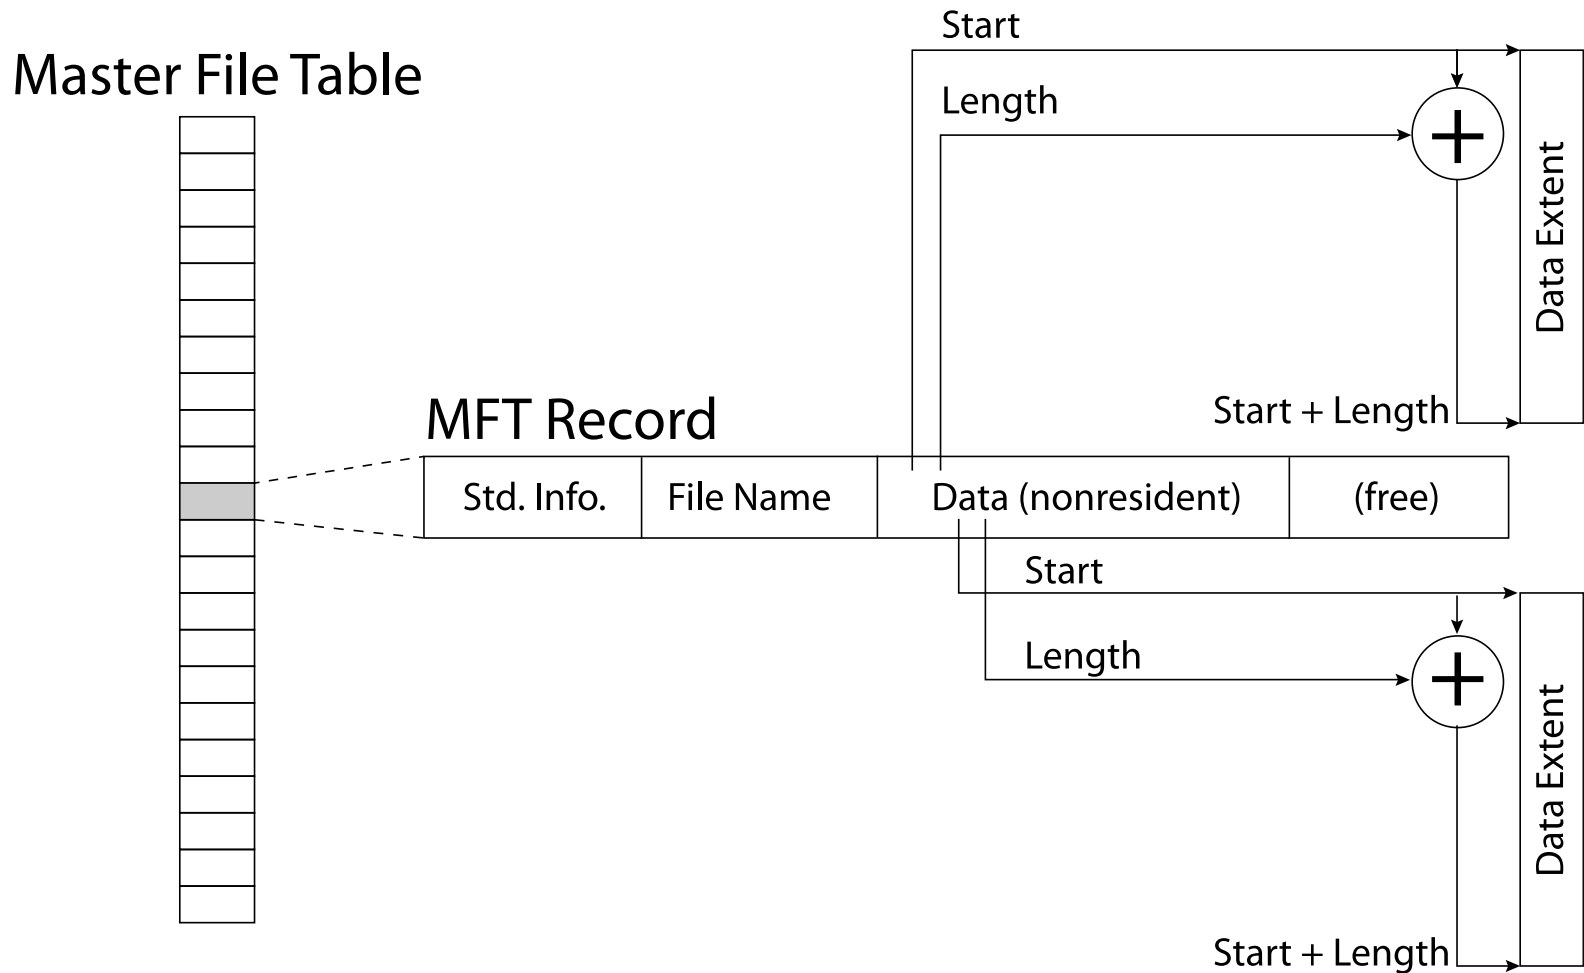 Start
Master File Table
Length
+
Data Extent
Start + Length
MFT Record
Std. Info.
File Name
Data (nonresident)
(free)
Start
Length
+
Data Extent
Start + Length